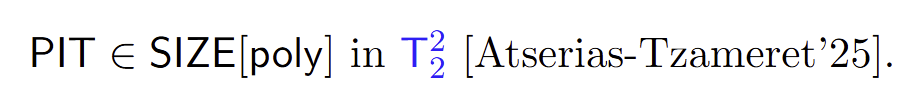 PIT ∈ SIZE[poly] in T₂² [Atserias-Tzameret’25].